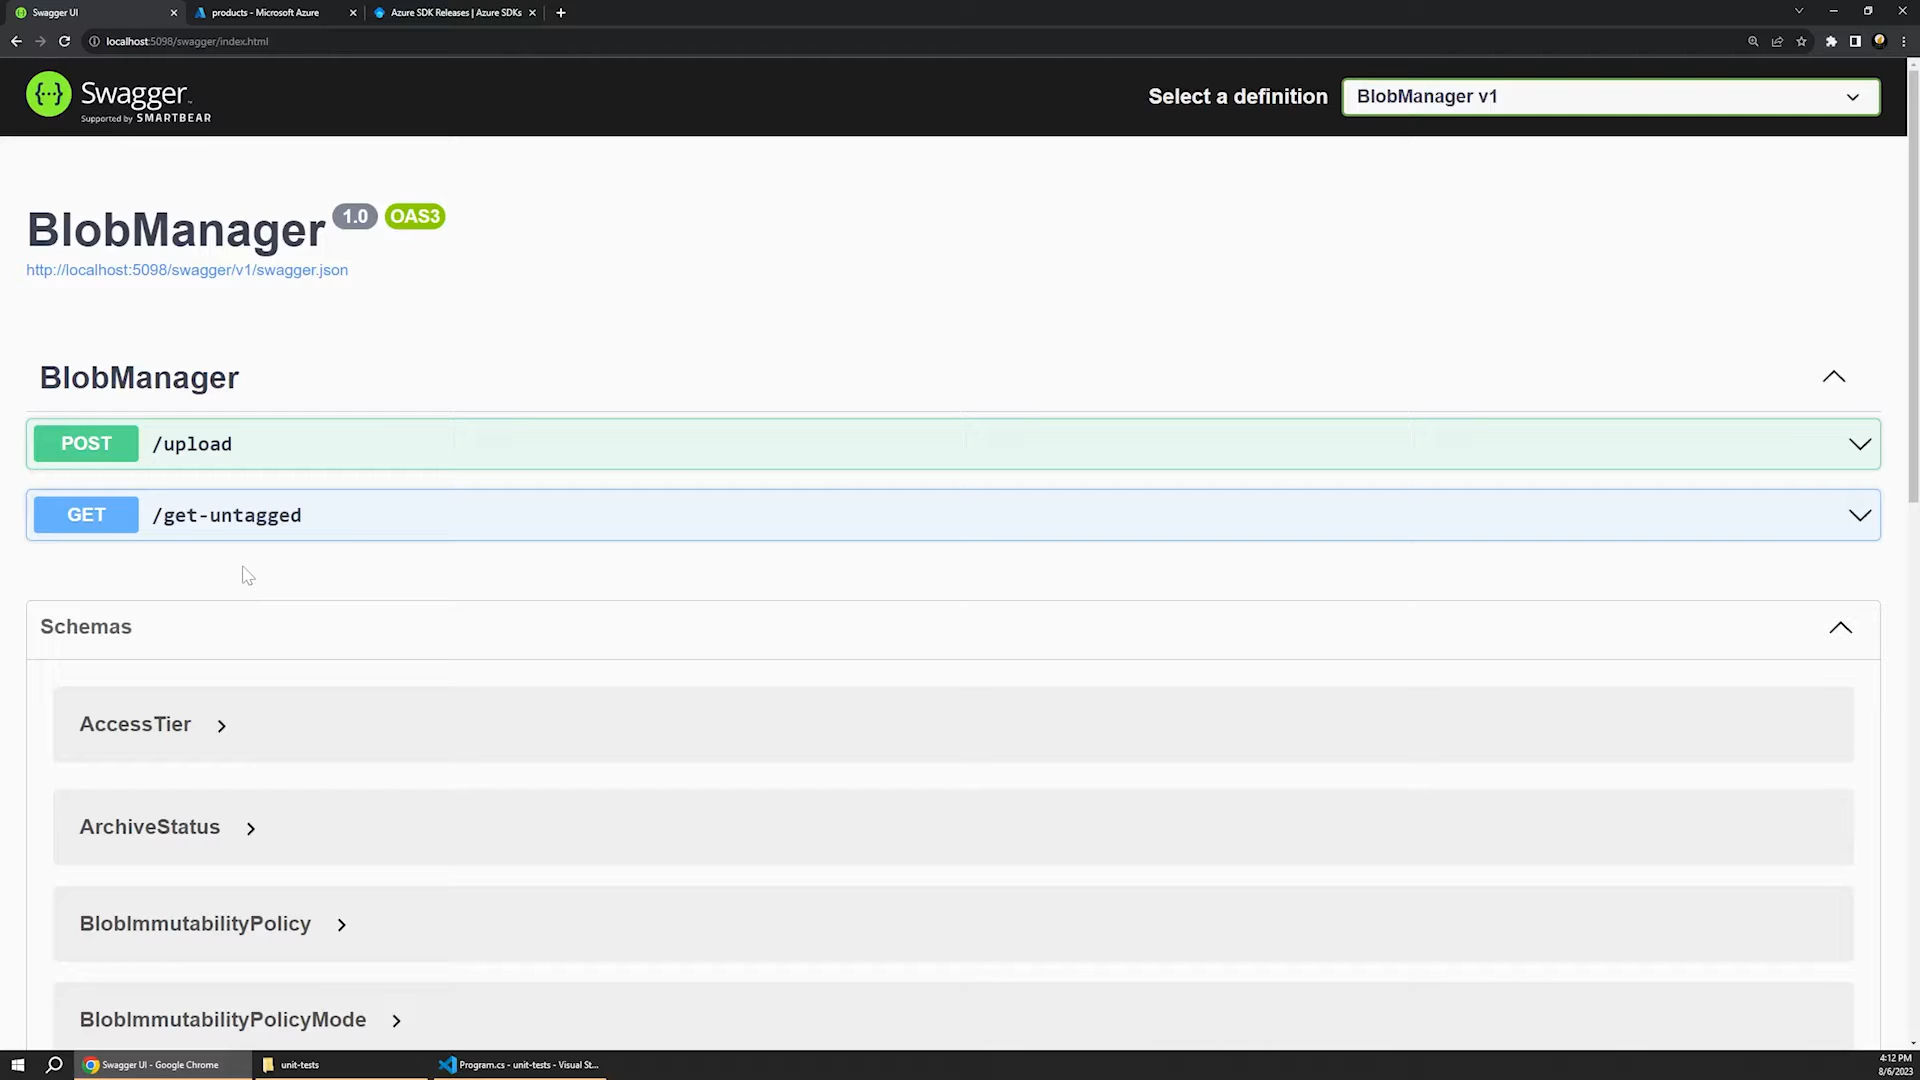 Swagger UI
products - Microsoft Azure
Azure SDK Releases | Azure SDKs
localhost:5098/swagger/index.html
Swagger
Supported by SMARTBEAR
Select a definition
BlobManager v1
BlobManager 1.0 OAS3
http://localhost:5098/swagger/v1/swagger.json
BlobManager
POST /upload
GET /get-untagged
Schemas
AccessTier
ArchiveStatus
BlobImmutabilityPolicy
BlobImmutabilityPolicyMode
Swagger UI - Google Chrome
unit-tests
Program.cs - unit-tests - Visual St...
4:12 PM
8/6/2023